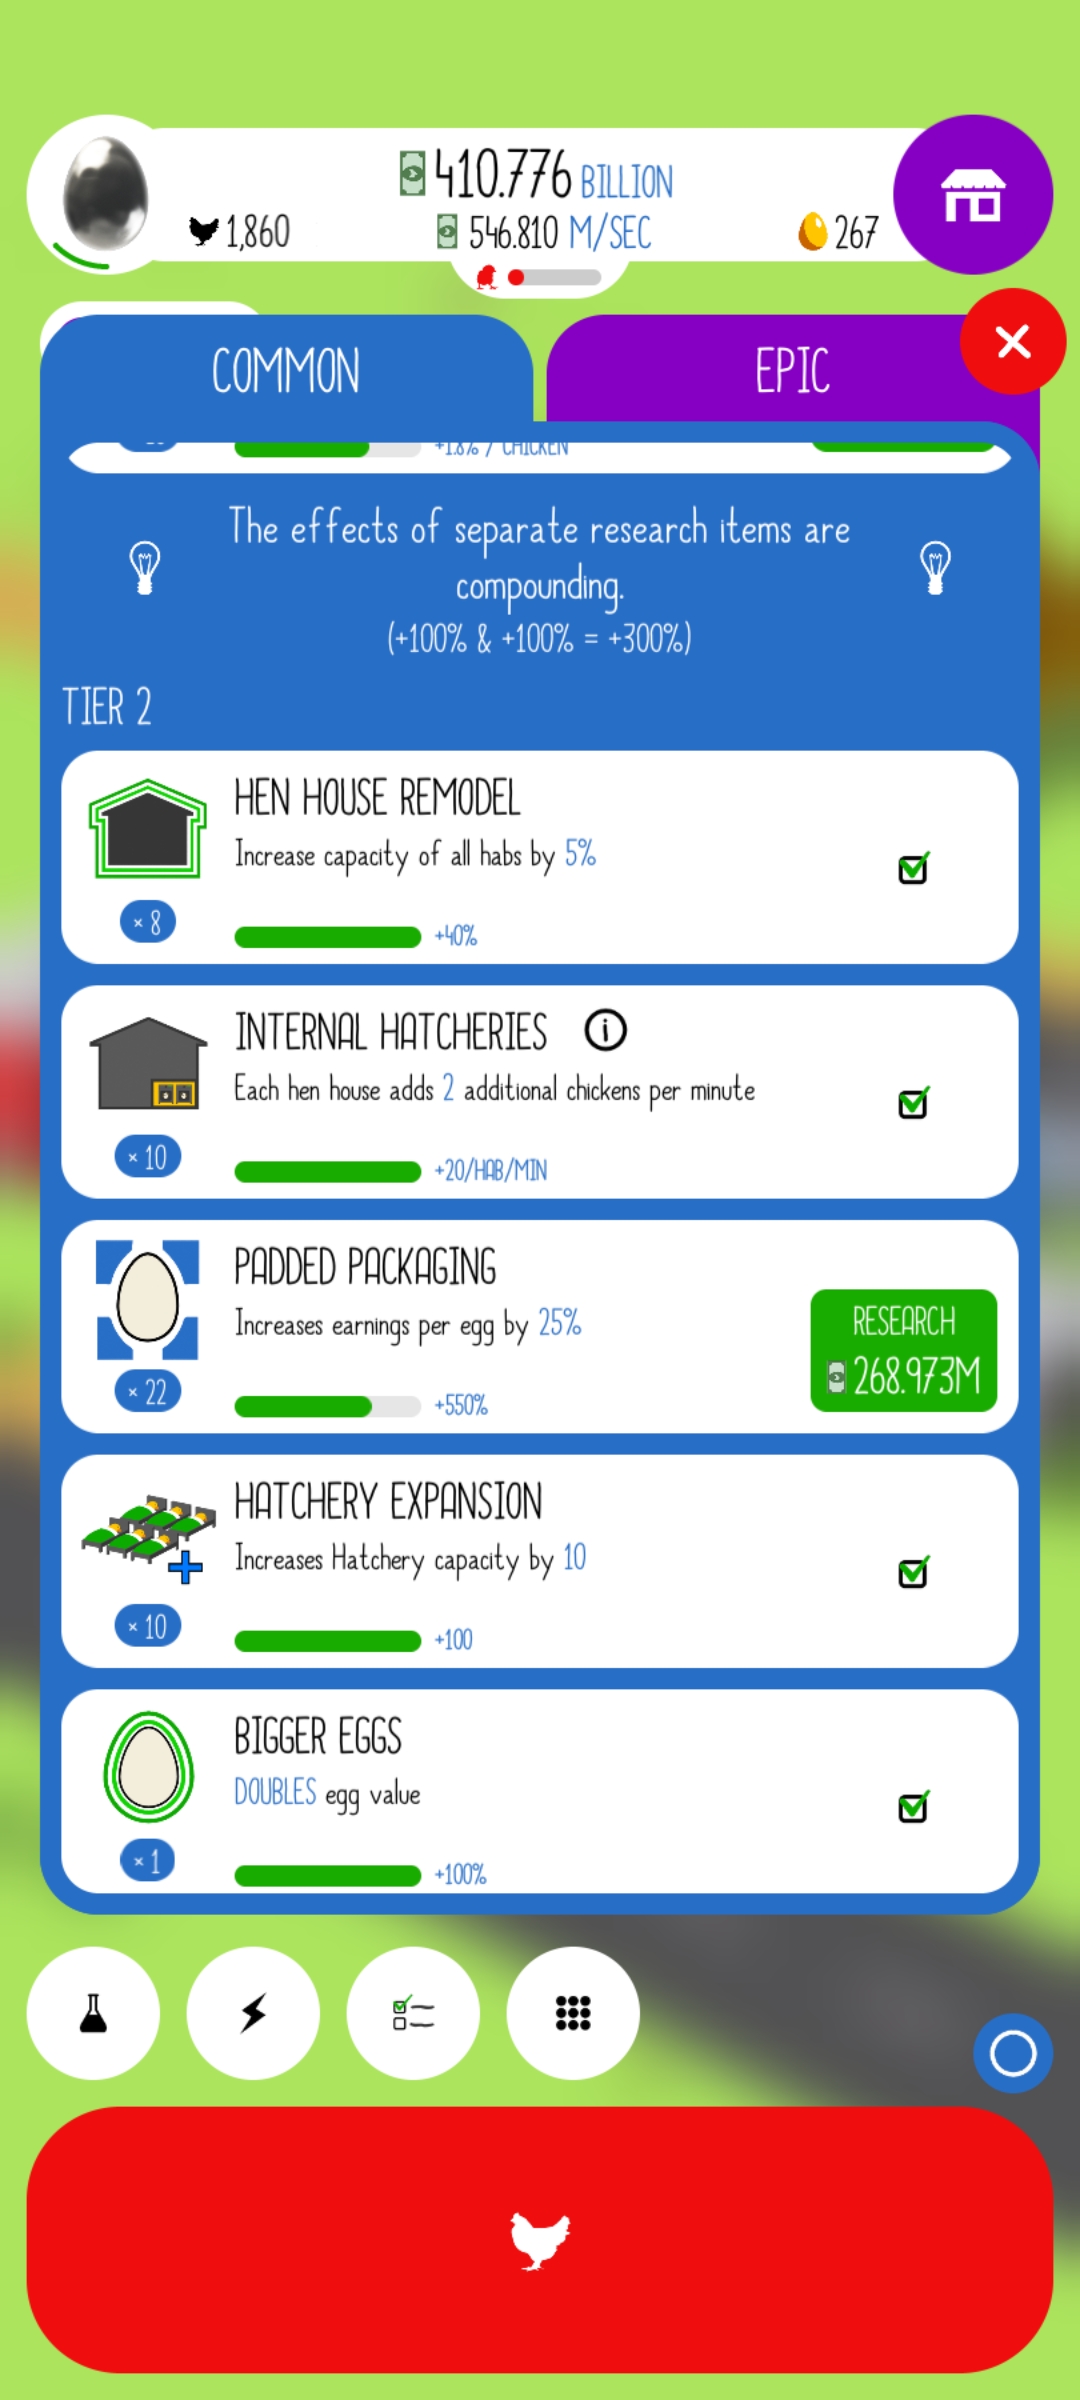 410.776 BILLION
1,860
546.810 M/SEC
267
COMMON
EPIC
+1.8% / CHICKEN
The effects of separate research items are
compounding.
(+100% & +100% = +300%)
TIER 2
HEN HOUSE REMODEL
Increase capacity of all habs by 5%
× 8
+40%
INTERNAL HATCHERIES
Each hen house adds 2 additional chickens per minute
× 10
+20/HAB/MIN
PADDED PACKAGING
Increases earnings per egg by 25%
RESEARCH
268.973M
× 22
+550%
HATCHERY EXPANSION
Increases Hatchery capacity by 10
× 10
+100
BIGGER EGGS
DOUBLES egg value
× 1
+100%